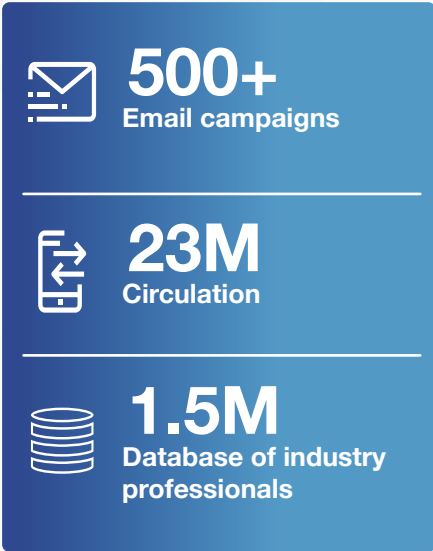 500+
Email campaigns
23M
Circulation
1.5M
Database of industry
professionals